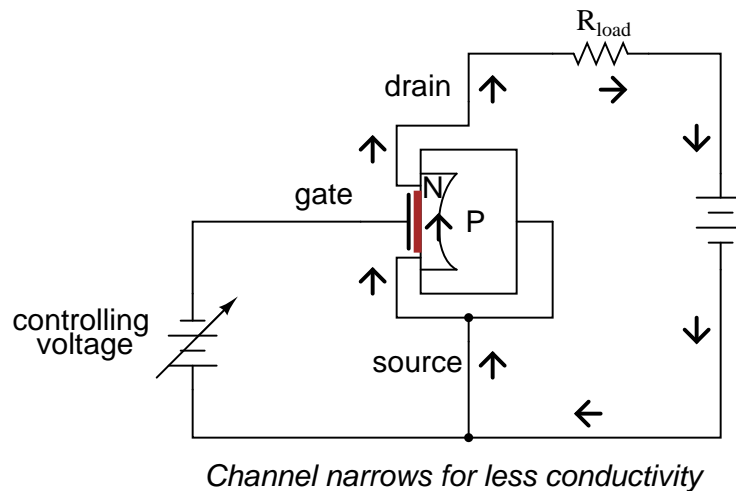 R_load
drain
N
gate
P
controlling
voltage
source
Channel narrows for less conductivity